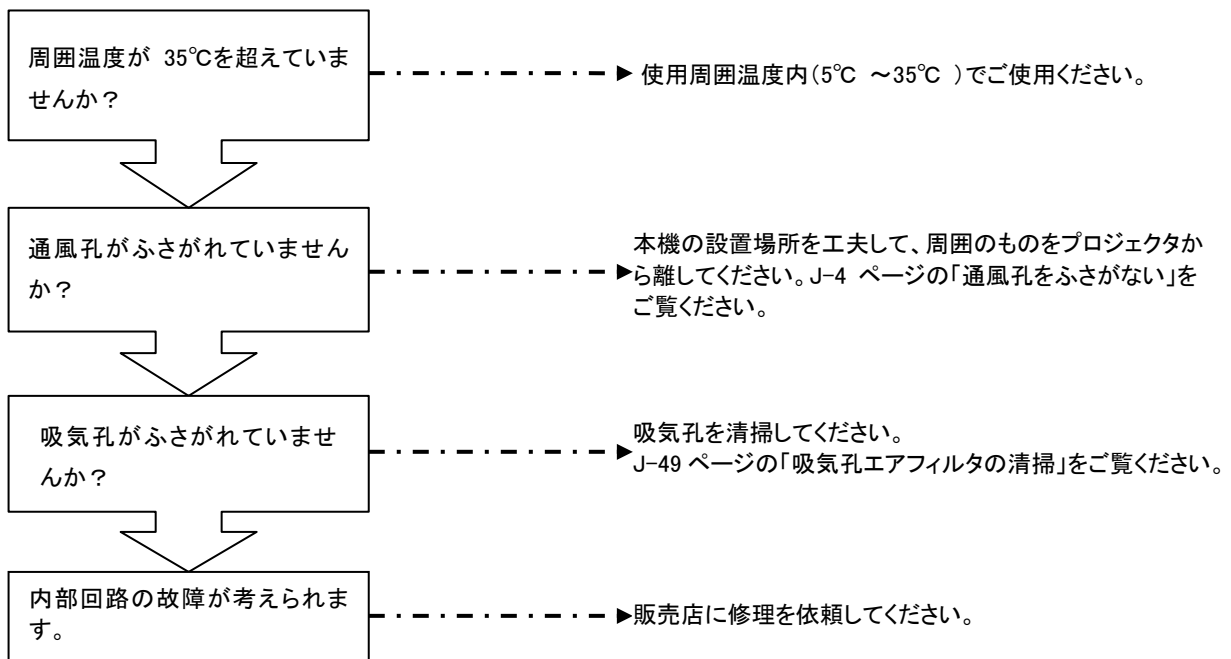 周囲温度が 35℃を超えていま
せんか？
使用周囲温度内（5℃ ～35℃ ）でご使用ください。
通風孔がふさがれていません
か？
本機の設置場所を工夫して、周囲のものをプロジェクタか
ら離してください。J-4 ページの「通風孔をふさがない」を
ご覧ください。
吸気孔がふさがれていませ
んか？
吸気孔を清掃してください。
J-49 ページの「吸気孔エアフィルタの清掃」をご覧ください。
内部回路の故障が考えられま
す。
販売店に修理を依頼してください。